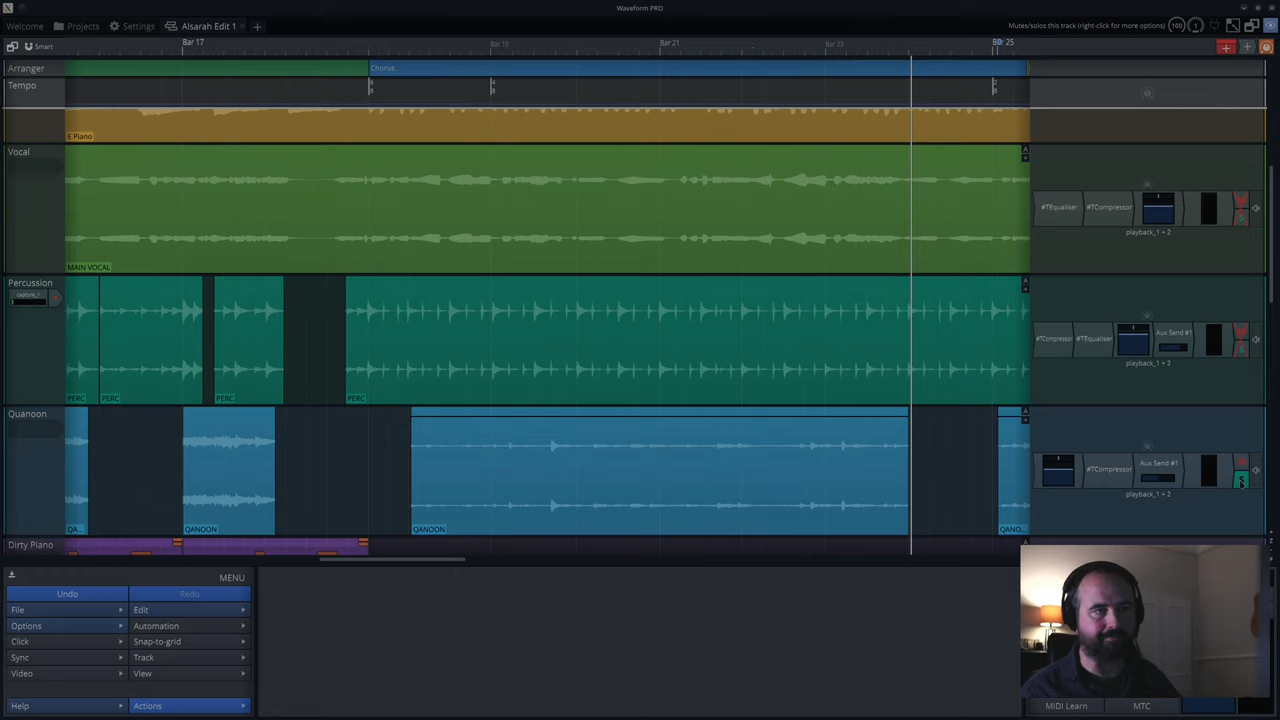 Waveform PRO
Welcome
Projects
Settings
Alsarah Edit 1
Mutes/solos this track (right-click for more options)
100
1
Smart
Bar 17
Bar 19
Bar 21
Bar 23
Bar 25
Arranger
Chorus
Tempo
E Piano
Vocal
A
#TEqualiser
#TCompressor
S
playback_1 + 2
MAIN VOCAL
Percussion
capture_1
A
#TCompressor
#TEqualiser
Aux Send #1
S
playback_1 + 2
PERC
PERC
PERC
PERC
Quanoon
A
#TCompressor
Aux Send #1
M
S
playback_1 + 2
QA...
QANOON
QANOON
QANO...
Dirty Piano
MENU
Undo
Redo
File
Edit
Options
Automation
Click
Snap-to-grid
Sync
Track
Video
View
Help
Actions
MIDI Learn
MTC